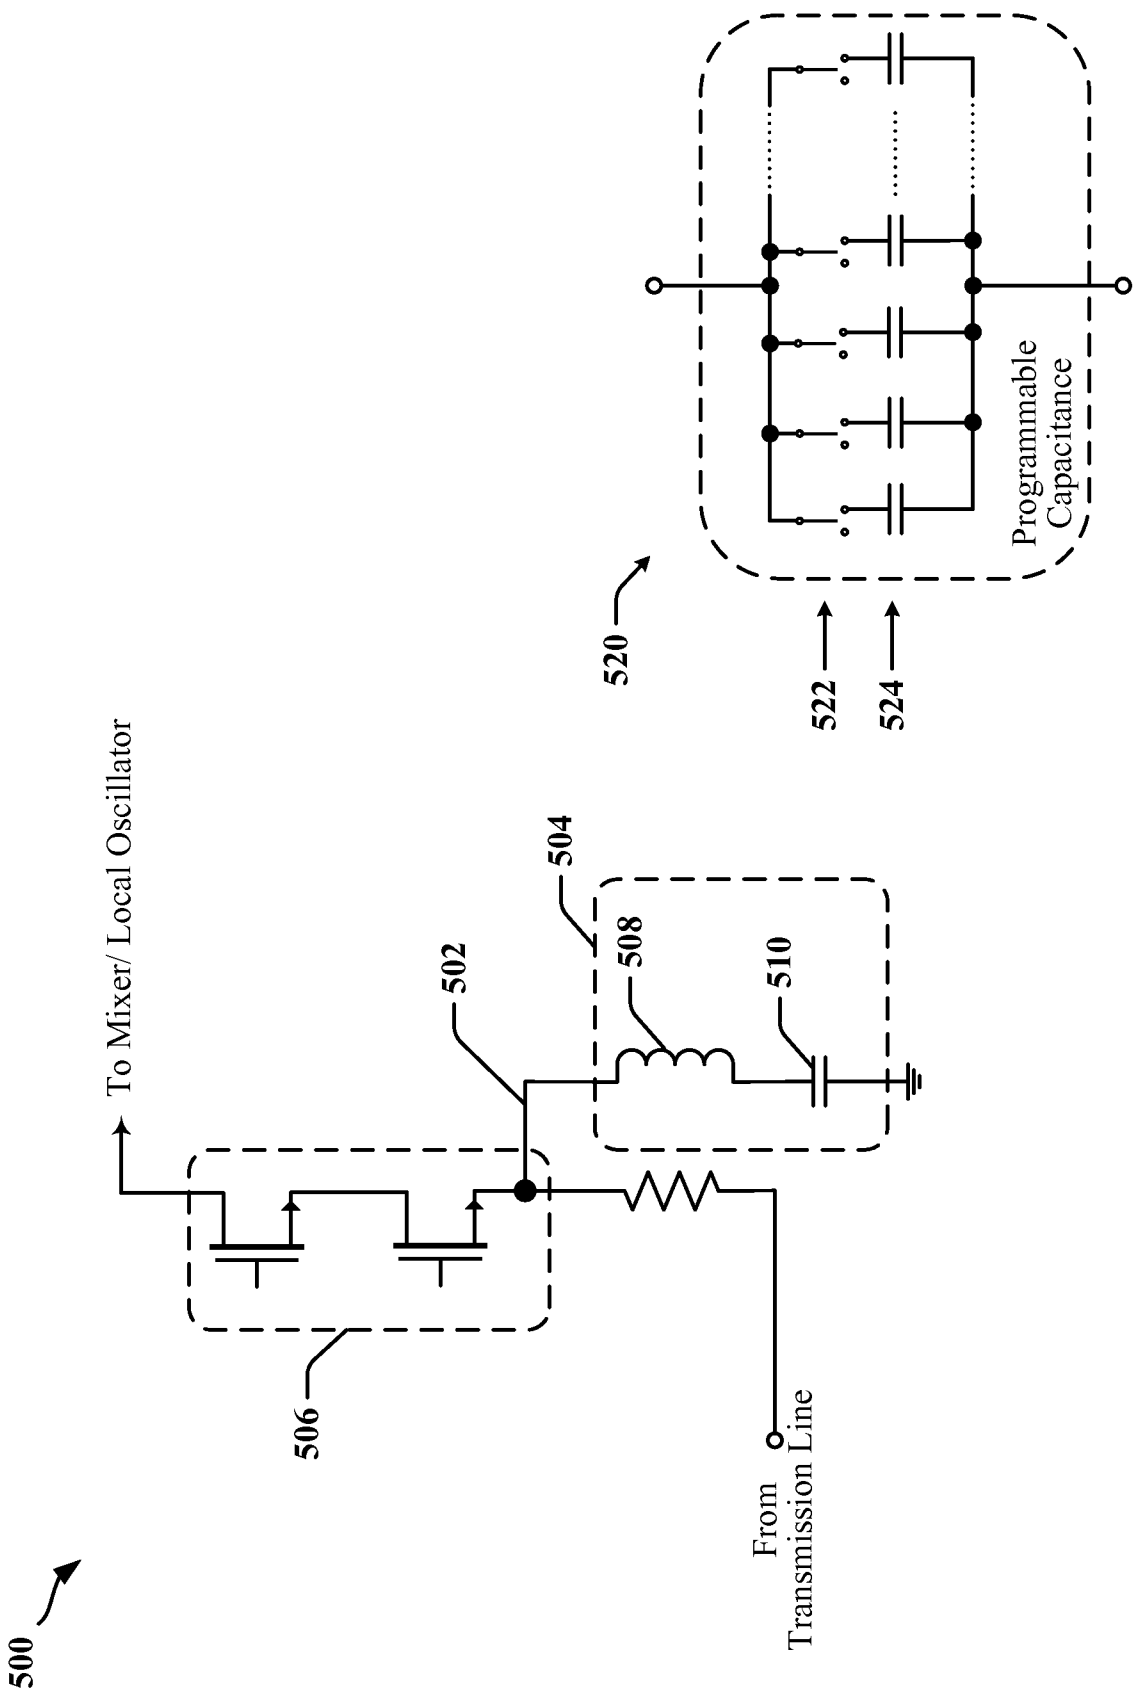 500
506
To Mixer/ Local Oscillator
502
504
508
510
From
Transmission Line
520
522
524
Programmable
Capacitance